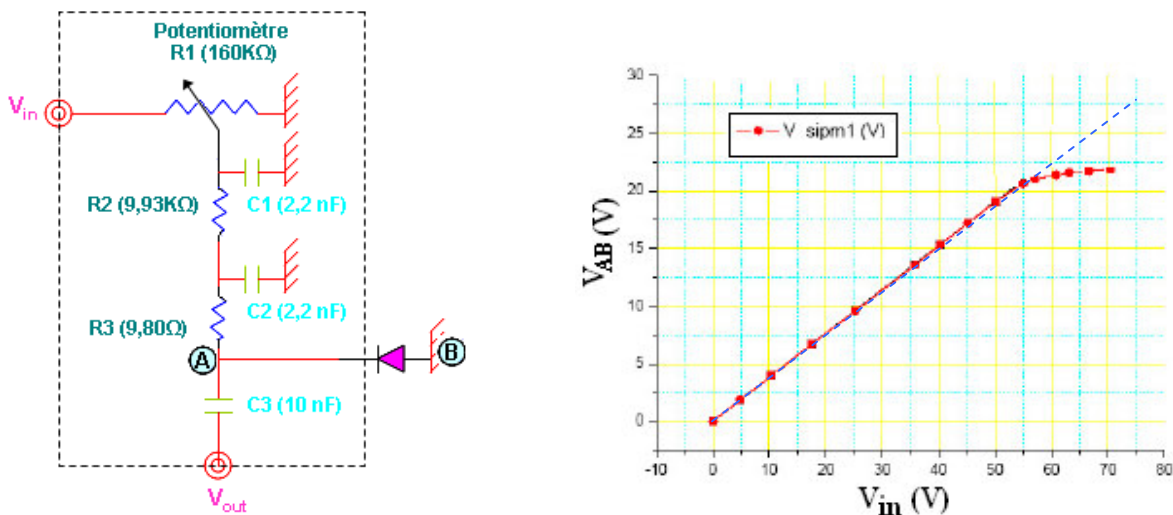 Potentiomètre
R1 (160KΩ)
Vin
R2 (9,93KΩ)
C1 (2,2 nF)
C2 (2,2 nF)
R3 (9,80Ω)
A
B
C3 (10 nF)
Vout
30
25
20
15
10
5
0
VAB (V)
V_sipm1 (V)
-10 0 10 20 30 40 50 60 70 80
Vin (V)